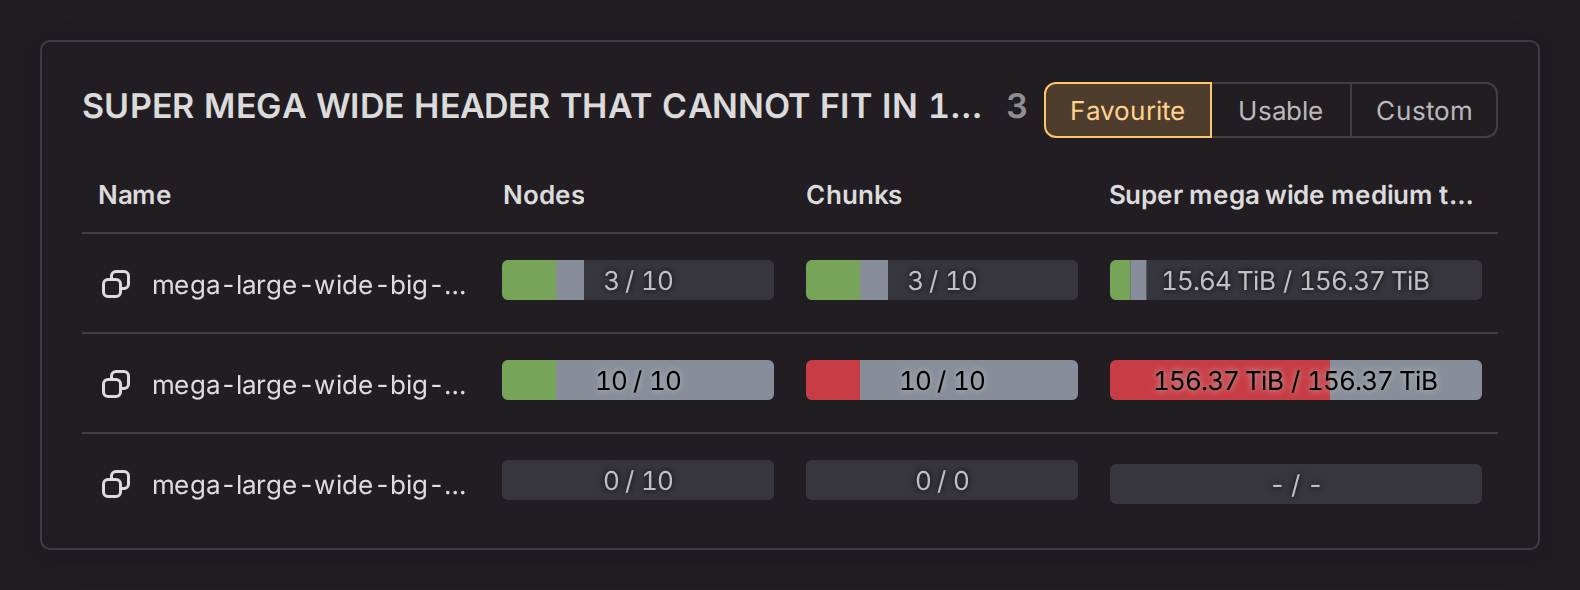 SUPER MEGA WIDE HEADER THAT CANNOT FIT IN 1... 3 Favourite Usable Custom
Name Nodes Chunks Super mega wide medium t...
mega-large-wide-big-... 3 / 10 3 / 10 15.64 TiB / 156.37 TiB
mega-large-wide-big-... 10 / 10 10 / 10 156.37 TiB / 156.37 TiB
mega-large-wide-big-... 0 / 10 0 / 0 - / -